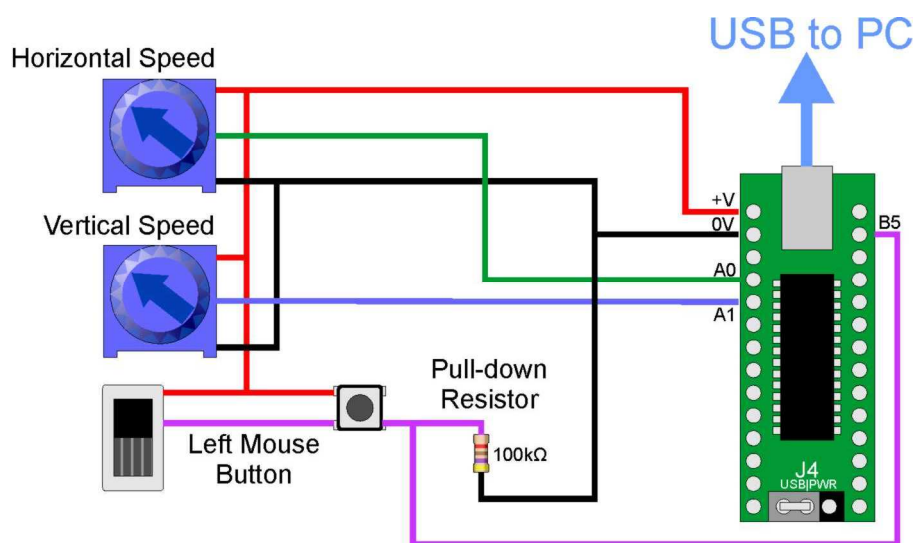 USB to PC
Horizontal Speed
+V
0V
B5
Vertical Speed
A0
A1
Pull-down
Resistor
Left Mouse
Button
100kΩ
J4
USB|PWR